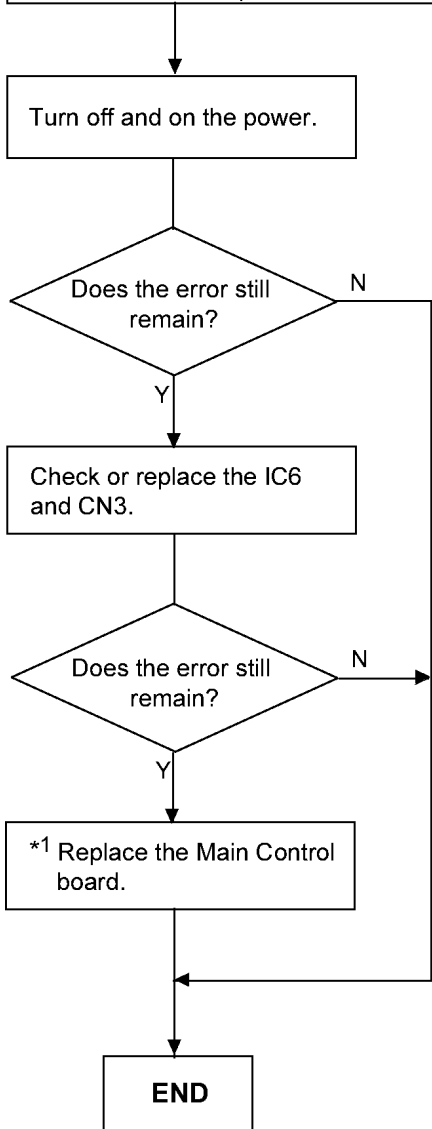 Turn off and on the power.
Does the error still
remain?
N
Y
Check or replace the IC6
and CN3.
Does the error still
remain?
N
Y
*1 Replace the Main Control
board.
END